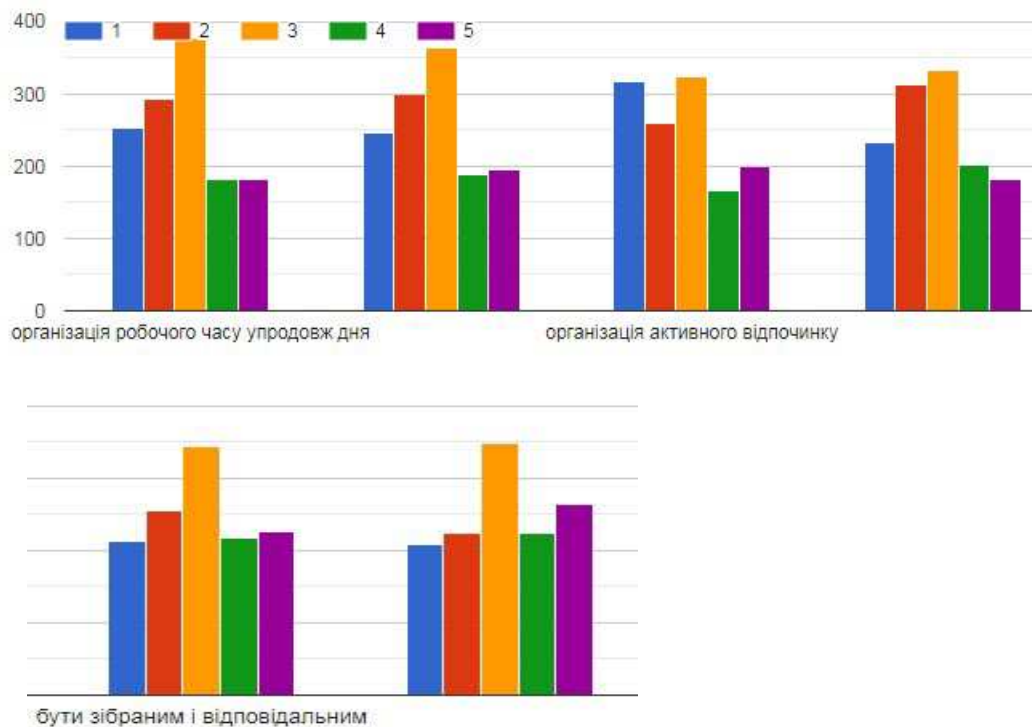 400
1 2 3 4 5
300
200
100
0
організація робочого часу упродовж дня організація активного відпочинку
бути зібраним і відповідальним